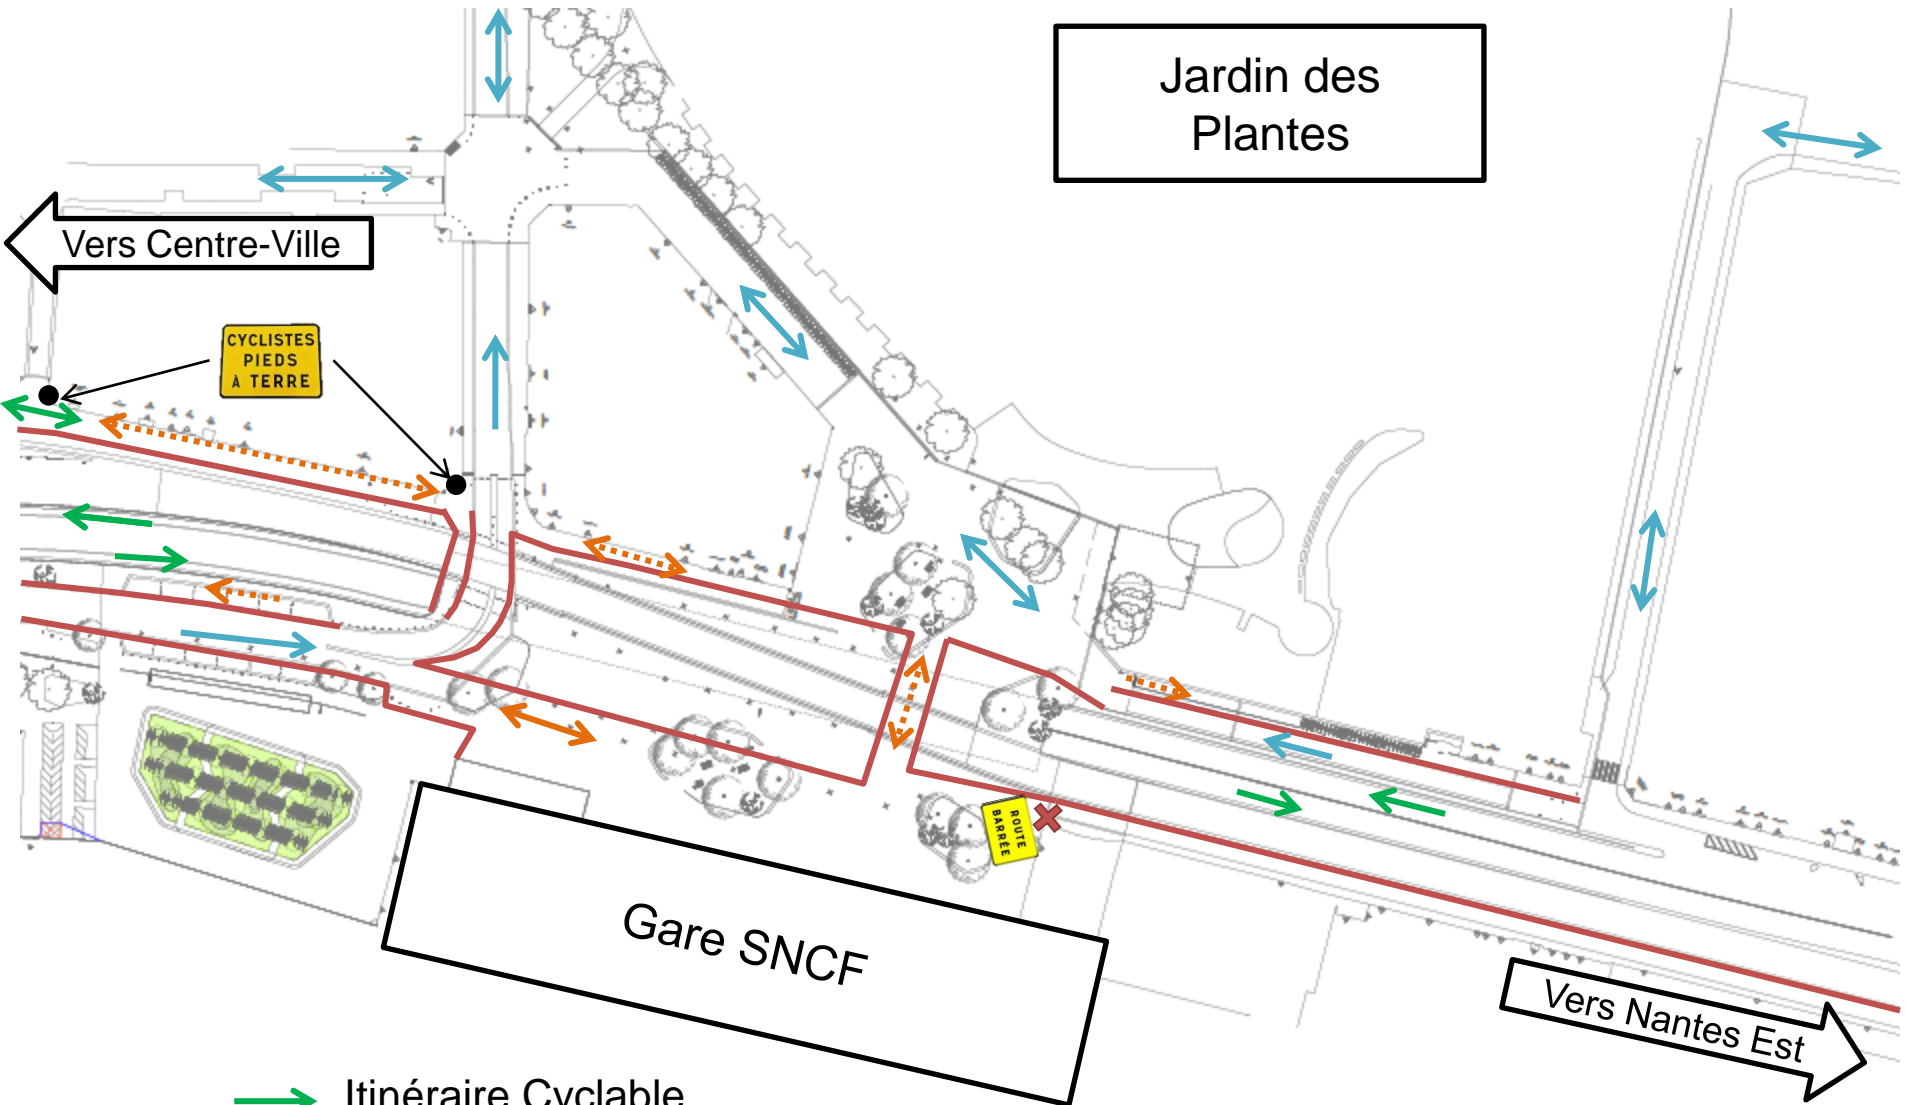 Jardin des
Plantes
Vers Centre-Ville
CYCLISTES
PIEDS
A TERRE
ROUTE
BARRÉE
Gare SNCF
Vers Nantes Est
Itinéraire Cyclable